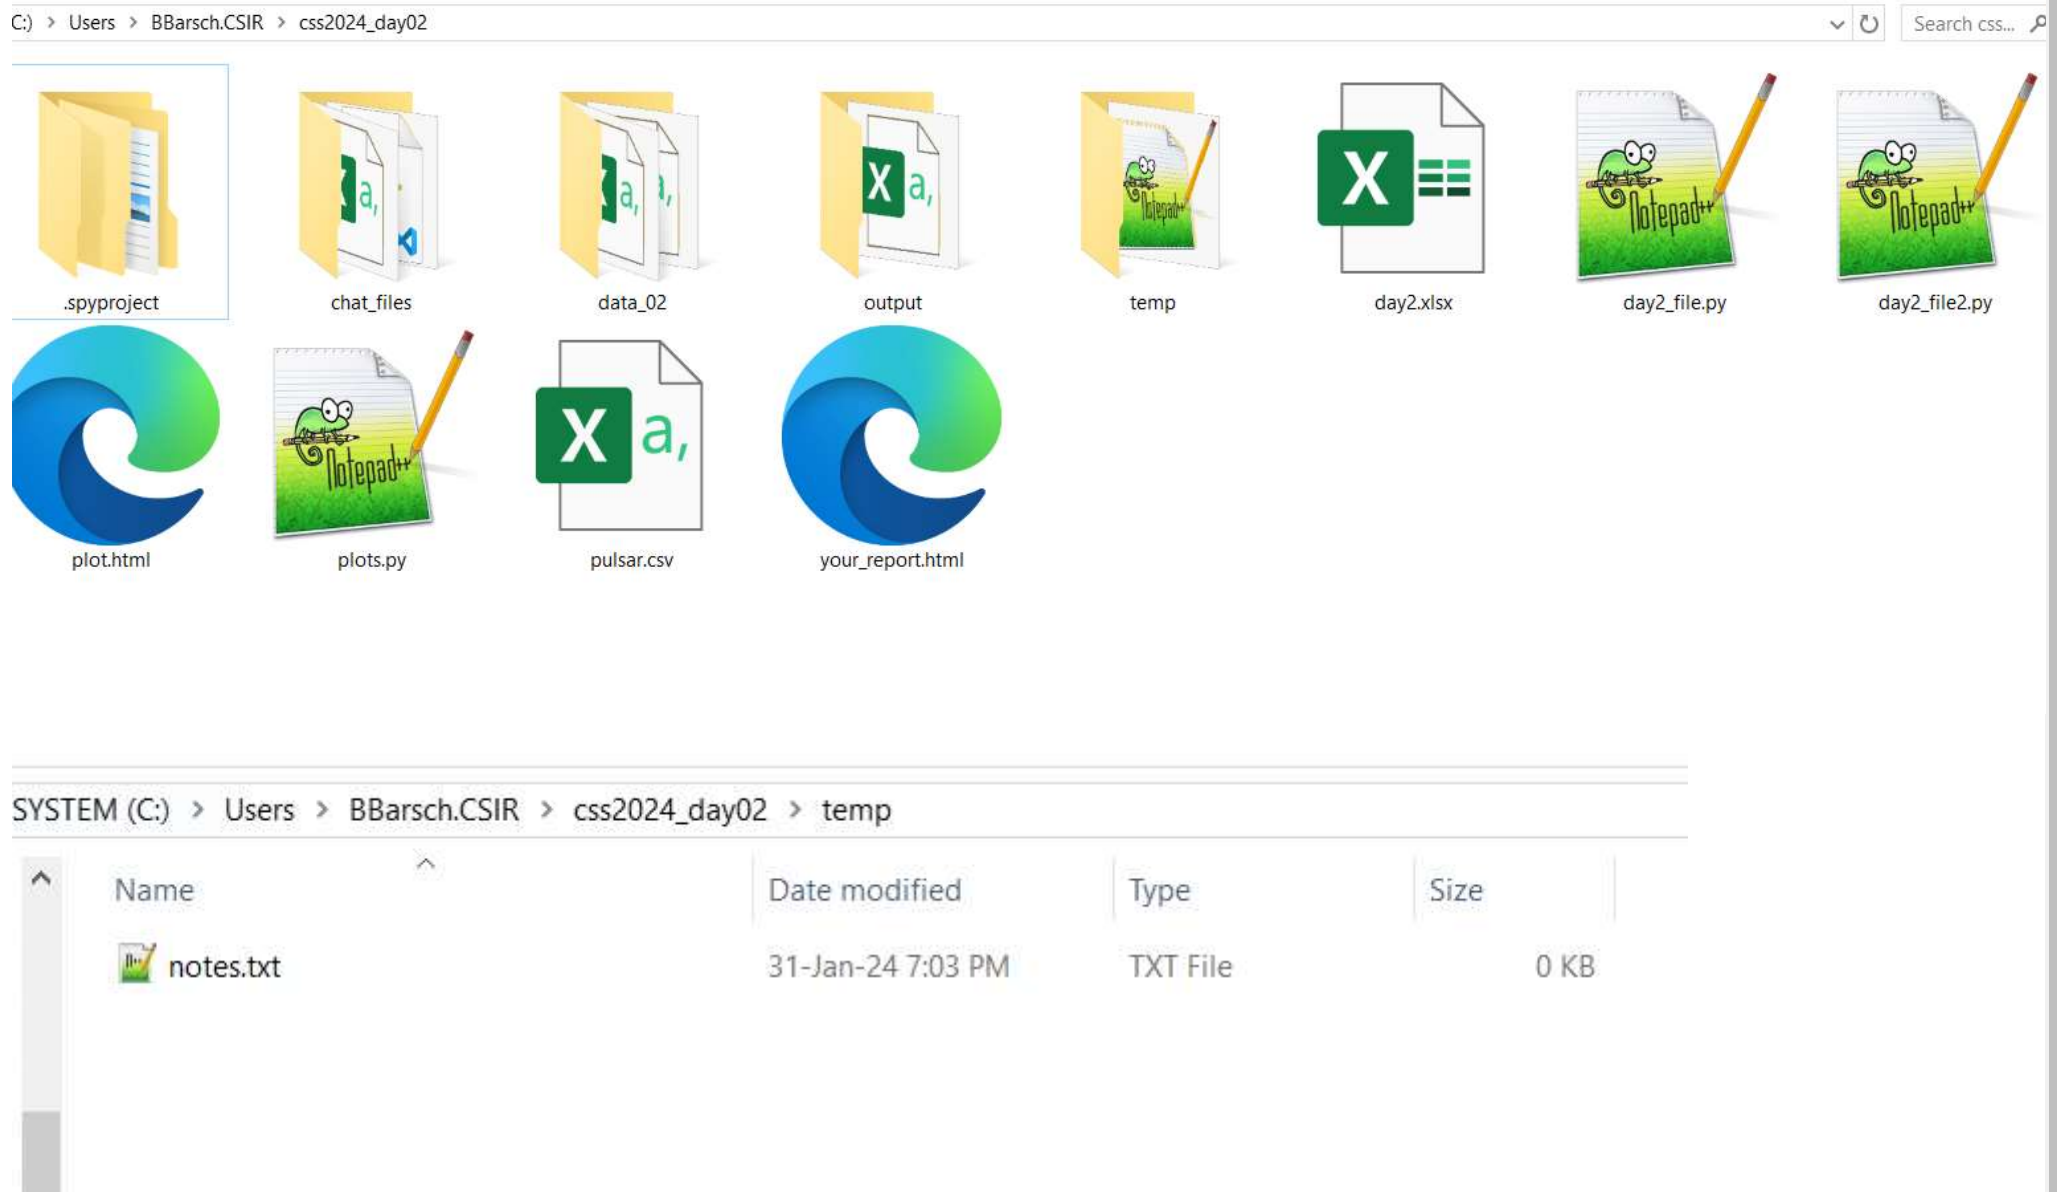 C:) > Users > BBarsch.CSIR > css2024_day02 Search css...
.spyproject chat_files data_02 output temp day2.xlsx day2_file.py day2_file2.py
plot.html plots.py pulsar.csv your_report.html
SYSTEM (C:) > Users > BBarsch.CSIR > css2024_day02 > temp
Name Date modified Type Size
notes.txt 31-Jan-24 7:03 PM TXT File 0 KB